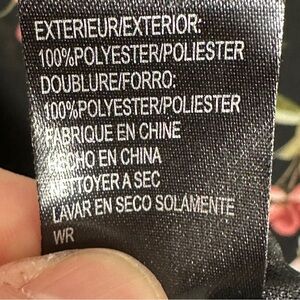 EXTERIEUR/EXTERIOR:
100%POLYESTER/POLIESTER
DOUBLURE/FORRO:
100%POLYESTER/POLIESTER
FABRIQUE EN CHINE
HECHO EN CHINA
NETTOYER A SEC
LAVAR EN SECO SOLAMENTE
WR